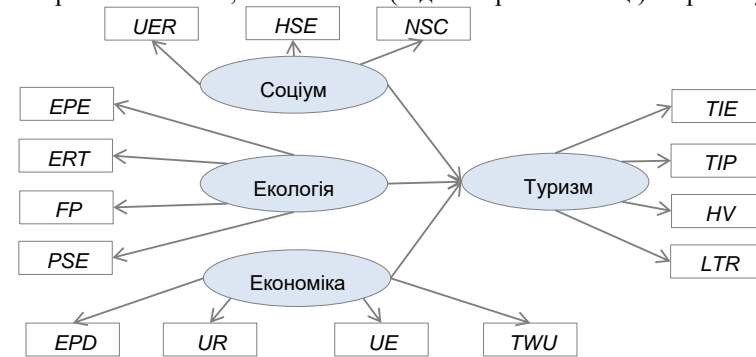 UER HSE NSC
Соціум
EPE
TIE
ERT
TIP
Екологія
Туризм
FP
HV
PSE
LTR
Економіка
EPD UR UE TWU